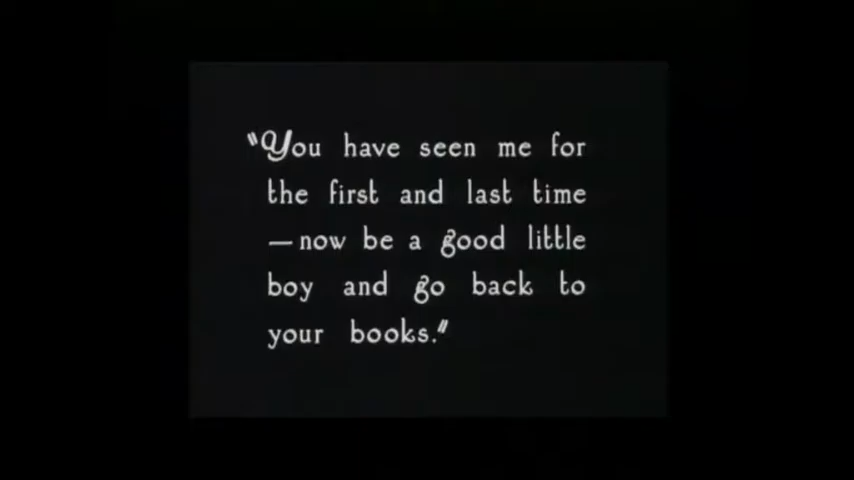 "You have seen me for
the first and last time
—now be a good little
boy and go back to
your books."